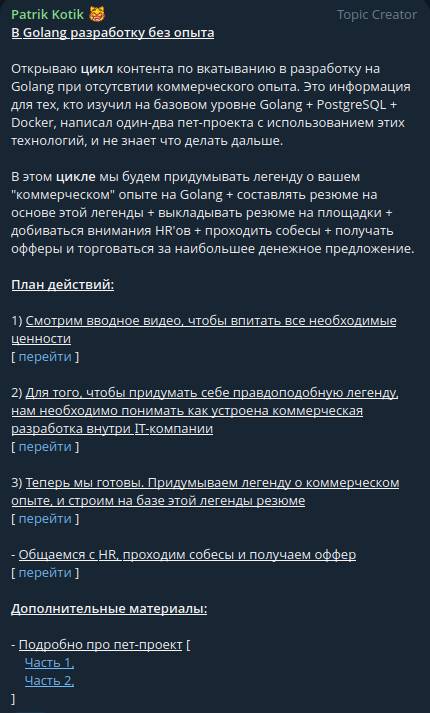 Patrik Kotik 😼 Topic Creator
В Golang разработку без опыта
Открываю цикл контента по вкатыванию в разработку на
Golang при отсутсвтии коммерческого опыта. Это информация
для тех, кто изучил на базовом уровне Golang + PostgreSQL +
Docker, написал один-два пет-проекта с использованием этих
технологий, и не знает что делать дальше.
В этом цикле мы будем придумывать легенду о вашем
"коммерческом" опыте на Golang + составлять резюме на
основе этой легенды + выкладывать резюме на площадки +
добиваться внимания HR'ов + проходить собесы + получать
офферы и торговаться за наибольшее денежное предложение.
План действий:
1) Смотрим вводное видео, чтобы впитать все необходимые
ценности
[ перейти ]
2) Для того, чтобы придумать себе правдоподобную легенду,
нам необходимо понимать как устроена коммерческая
разработка внутри IT-компании
[ перейти ]
3) Теперь мы готовы. Придумываем легенду о коммерческом
опыте, и строим на базе этой легенды резюме
[ перейти ]
- Общаемся с HR, проходим собесы и получаем оффер
[ перейти ]
Дополнительные материалы:
- Подробно про пет-проект [
Часть 1,
Часть 2,
]